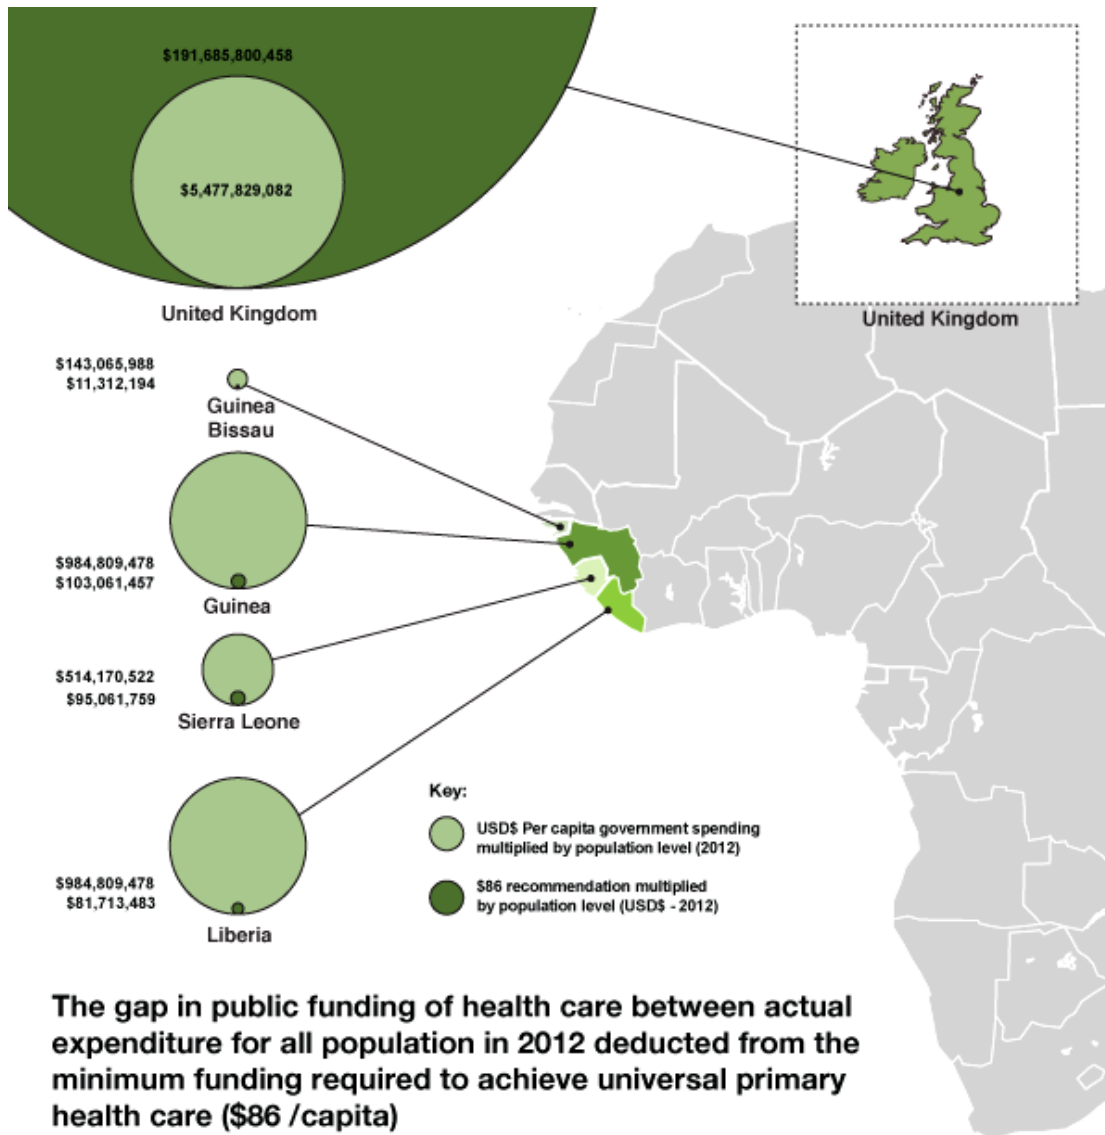 $191,685,800,458
$5,477,829,082
United Kingdom
United Kingdom
$143,065,988
$11,312,194
Guinea
Bissau
$984,809,478
$103,061,457
Guinea
$514,170,522
$95,061,759
Sierra Leone
$984,809,478
$81,713,483
Liberia
Key:
USD$ Per capita government spending
multiplied by population level (2012)
$86 recommendation multiplied
by population level (USD$ - 2012)
The gap in public funding of health care between actual
expenditure for all population in 2012 deducted from the
minimum funding required to achieve universal primary
health care ($86 /capita)